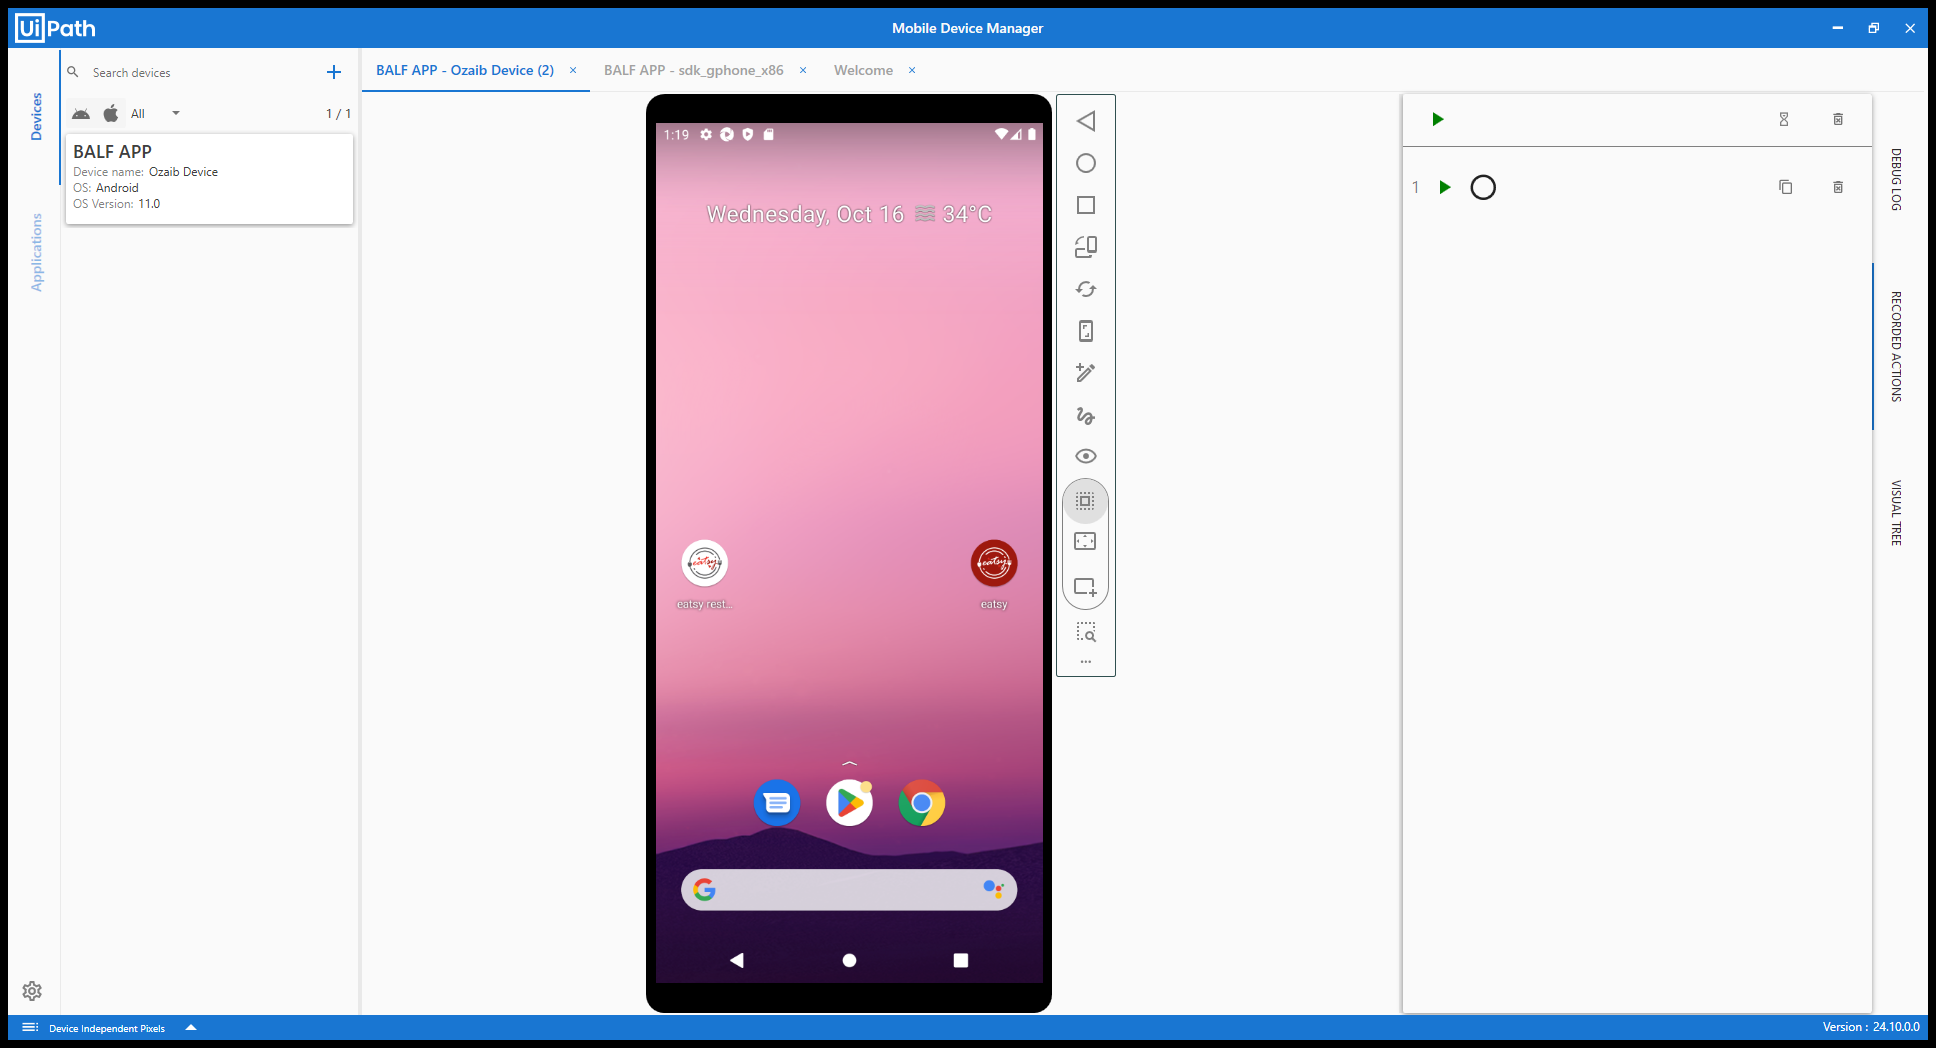 UiPath
Mobile Device Manager
Devices
Applications
Search devices
All
1 / 1
BALF APP
Device name: Ozaib Device
OS: Android
OS Version: 11.0
BALF APP - Ozaib Device (2)
BALF APP - sdk_gphone_x86
Welcome
1:19
Wednesday, Oct 16 34°C
eatsy
eatsy
eatsy rest...
eatsy
1
DEBUG LOG
RECORDED ACTIONS
VISUAL TREE
Device Independent Pixels
Version : 24.10.0.0